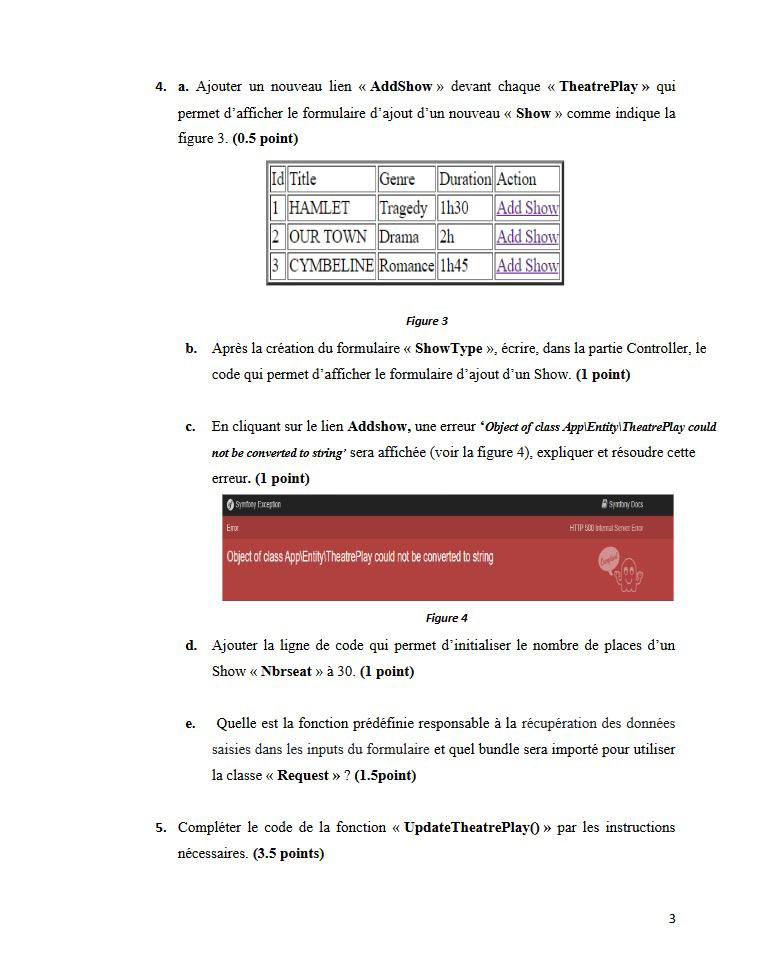 4. a. Ajouter un nouveau lien « AddShow » devant chaque « TheatrePlay » qui
permet d'afficher le formulaire d'ajout d'un nouveau « Show » comme indique la
figure 3. (0.5 point)
Id Title Genre Duration Action
1 HAMLET Tragedy 1h30 Add Show
2 OUR TOWN Drama 2h Add Show
3 CYMBELINE Romance 1h45 Add Show
Figure 3
b. Après la création du formulaire « ShowType », écrire, dans la partie Controller, le
code qui permet d'afficher le formulaire d'ajout d'un Show. (1 point)
c. En cliquant sur le lien Addshow, une erreur ‘Object of class App\Entity\TheatrePlay could
not be converted to string’ sera affichée (voir la figure 4), expliquer et résoudre cette
erreur. (1 point)
Symfony Exception Symfony Docs
Error HTTP 500 Internal Server Error
Object of class App\Entity\TheatrePlay could not be converted to string
Exception!
Figure 4
d. Ajouter la ligne de code qui permet d'initialiser le nombre de places d'un
Show « Nbrseat » à 30. (1 point)
e. Quelle est la fonction prédéfinie responsable à la récupération des données
saisies dans les inputs du formulaire et quel bundle sera importé pour utiliser
la classe « Request » ? (1.5point)
5. Compléter le code de la fonction « UpdateTheatrePlay() » par les instructions
nécessaires. (3.5 points)
3